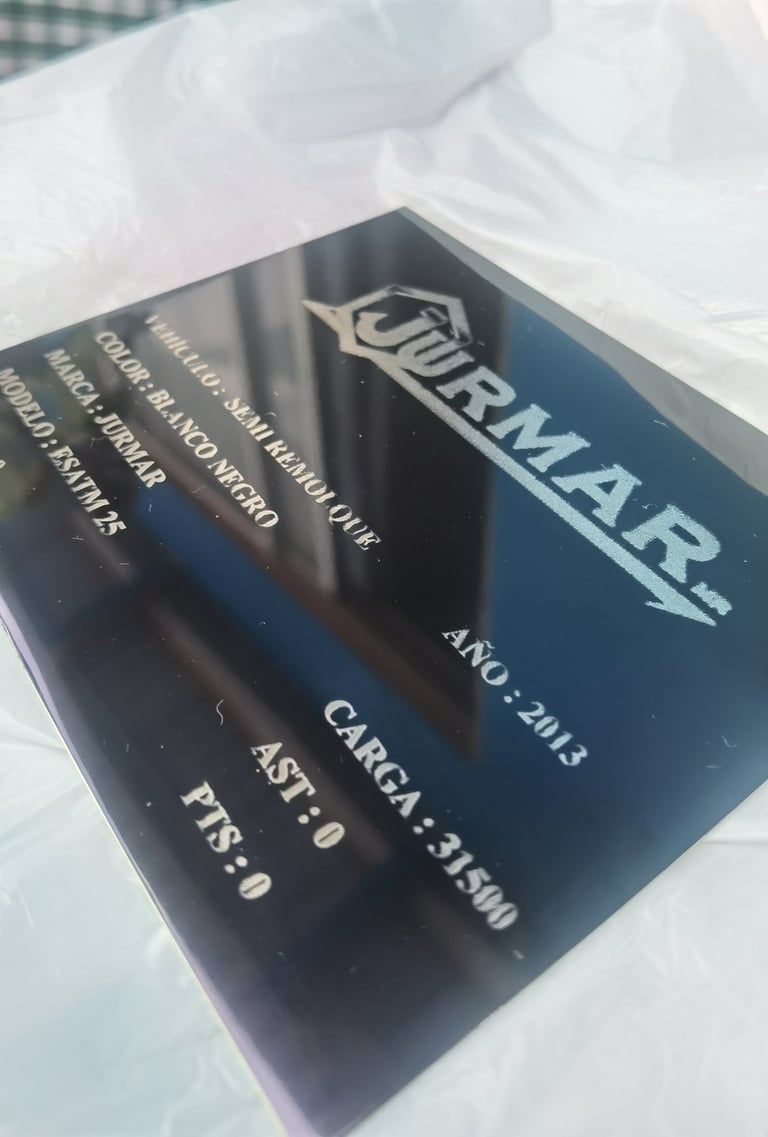 JURMAR
VEHÍCULO : SEMI REMOLQUE
COLOR : BLANCO NEGRO
MARCA : JURMAR
MODELO : ESATM 25
AÑO : 2013
CARGA : 31500
AST : 0
PTS : 0